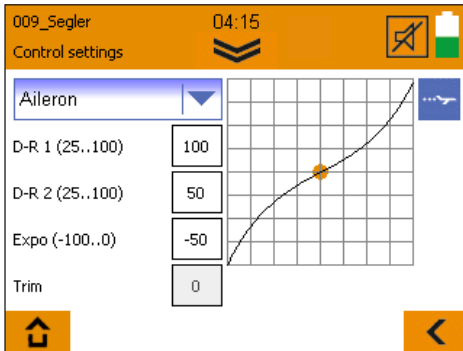 009_Segler
04:15
Control settings
Aileron
D-R 1 (25..100)
100
D-R 2 (25..100)
50
Expo (-100..0)
-50
Trim
0